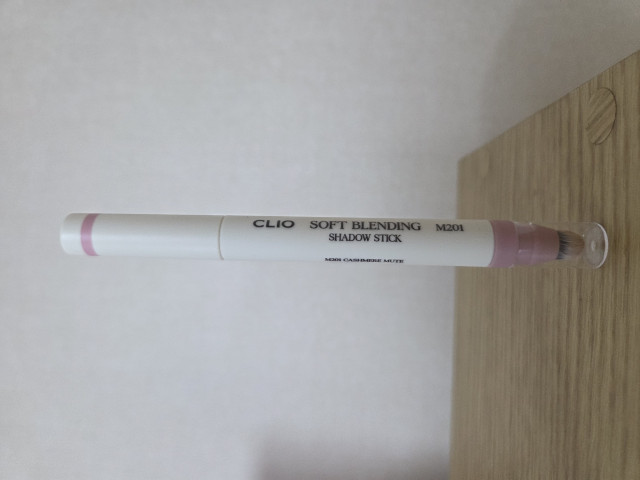 CLIO SOFT BLENDING M201
SHADOW STICK
M201 CASHMERE MUTE